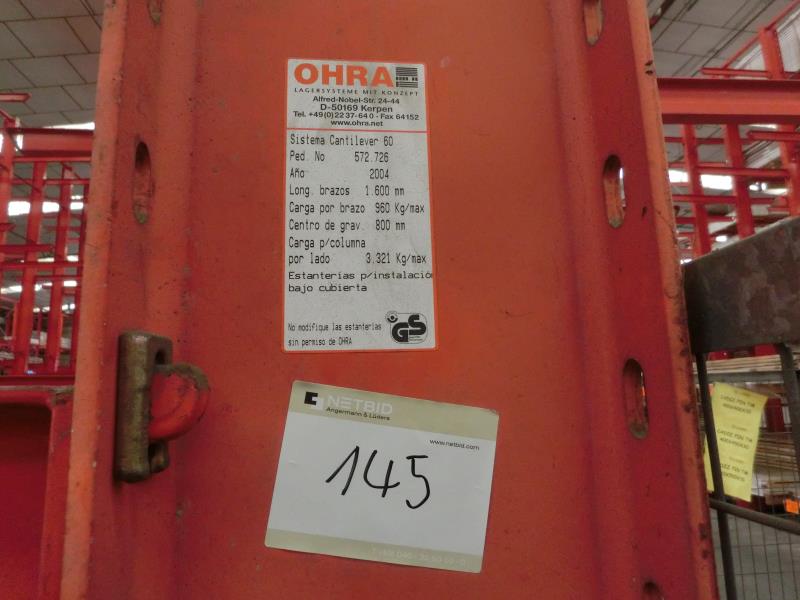 OHRA
LAGERSYSTEME MIT KONZEPT
Alfred-Nobel-Str. 24-44
D-50169 Kerpen
Tel. +49(0)2237-64 0 · Fax 64152
www.ohra.net
Sistema Cantilever 60
Ped. No 572.726
Año 2004
Long. brazos 1.600 mm
Carga por brazo 960 Kg/max
Centro de grav. 800 mm
Carga p/columna
por lado 3.321 Kg/max
Estanterias p/instalación
bajo cubierta
No modifique las estanterias
sin permiso de OHRA
GS
NETBID
Angermann & Lüders
www.netbid.com
145